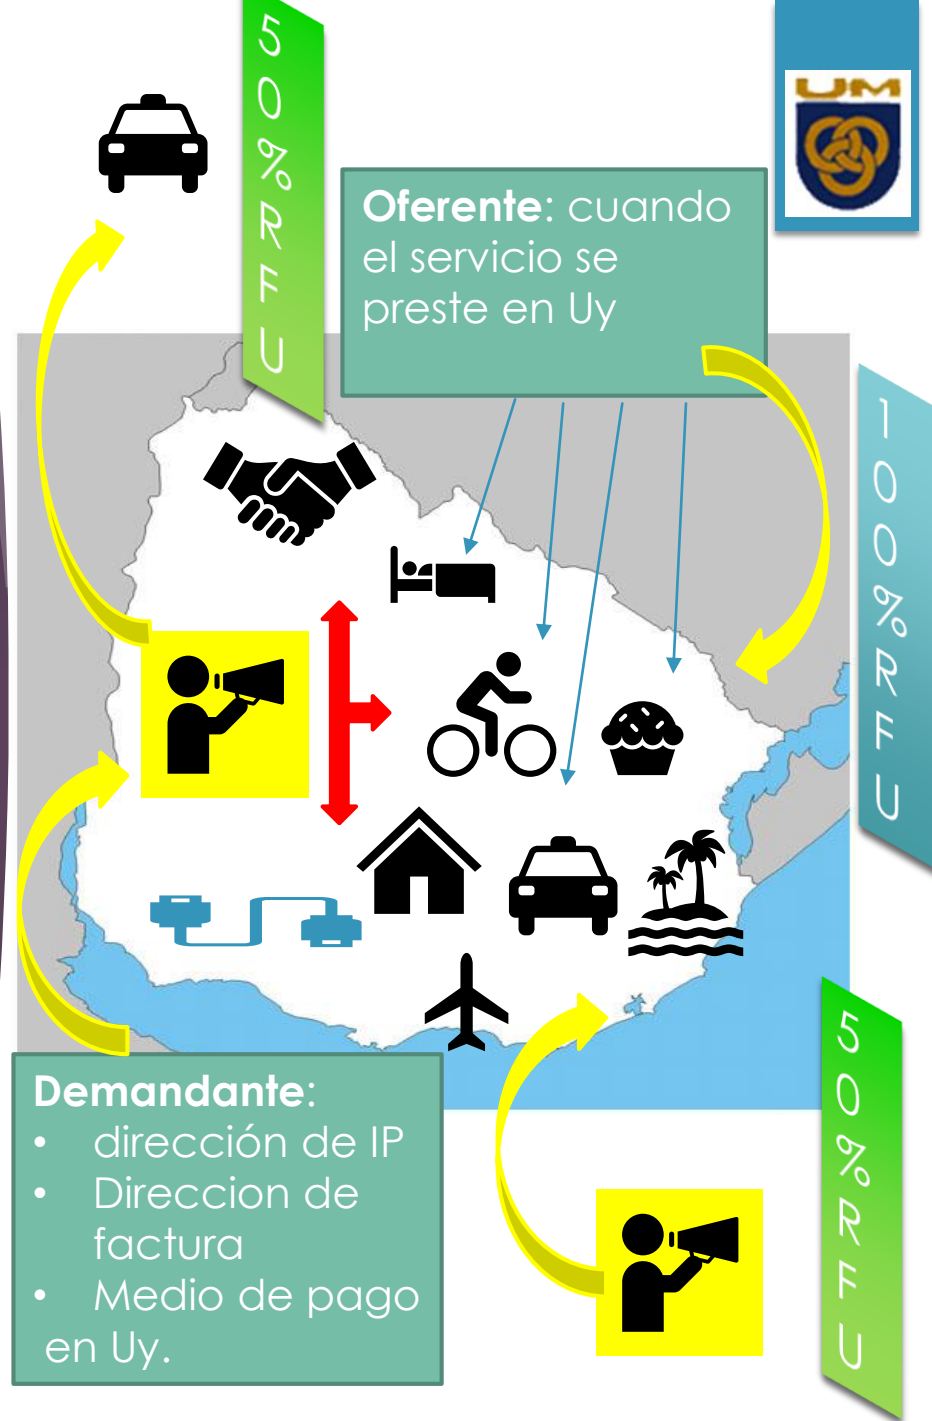 50%RFU
UM
Oferente: cuando
el servicio se
preste en Uy
100%RFU
Demandante:
• dirección de IP
• Direccion de
factura
• Medio de pago
en Uy.
50%RFU